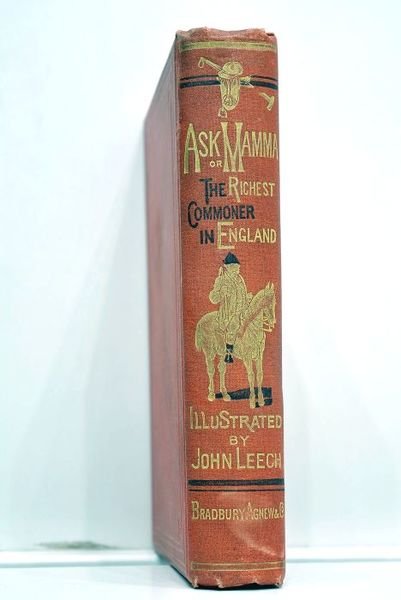 ASK MAMMA
OR
THE RICHEST
COMMONER
IN ENGLAND
ILLUSTRATED
BY
JOHN LEECH
BRADBURY, AGNEW & Co